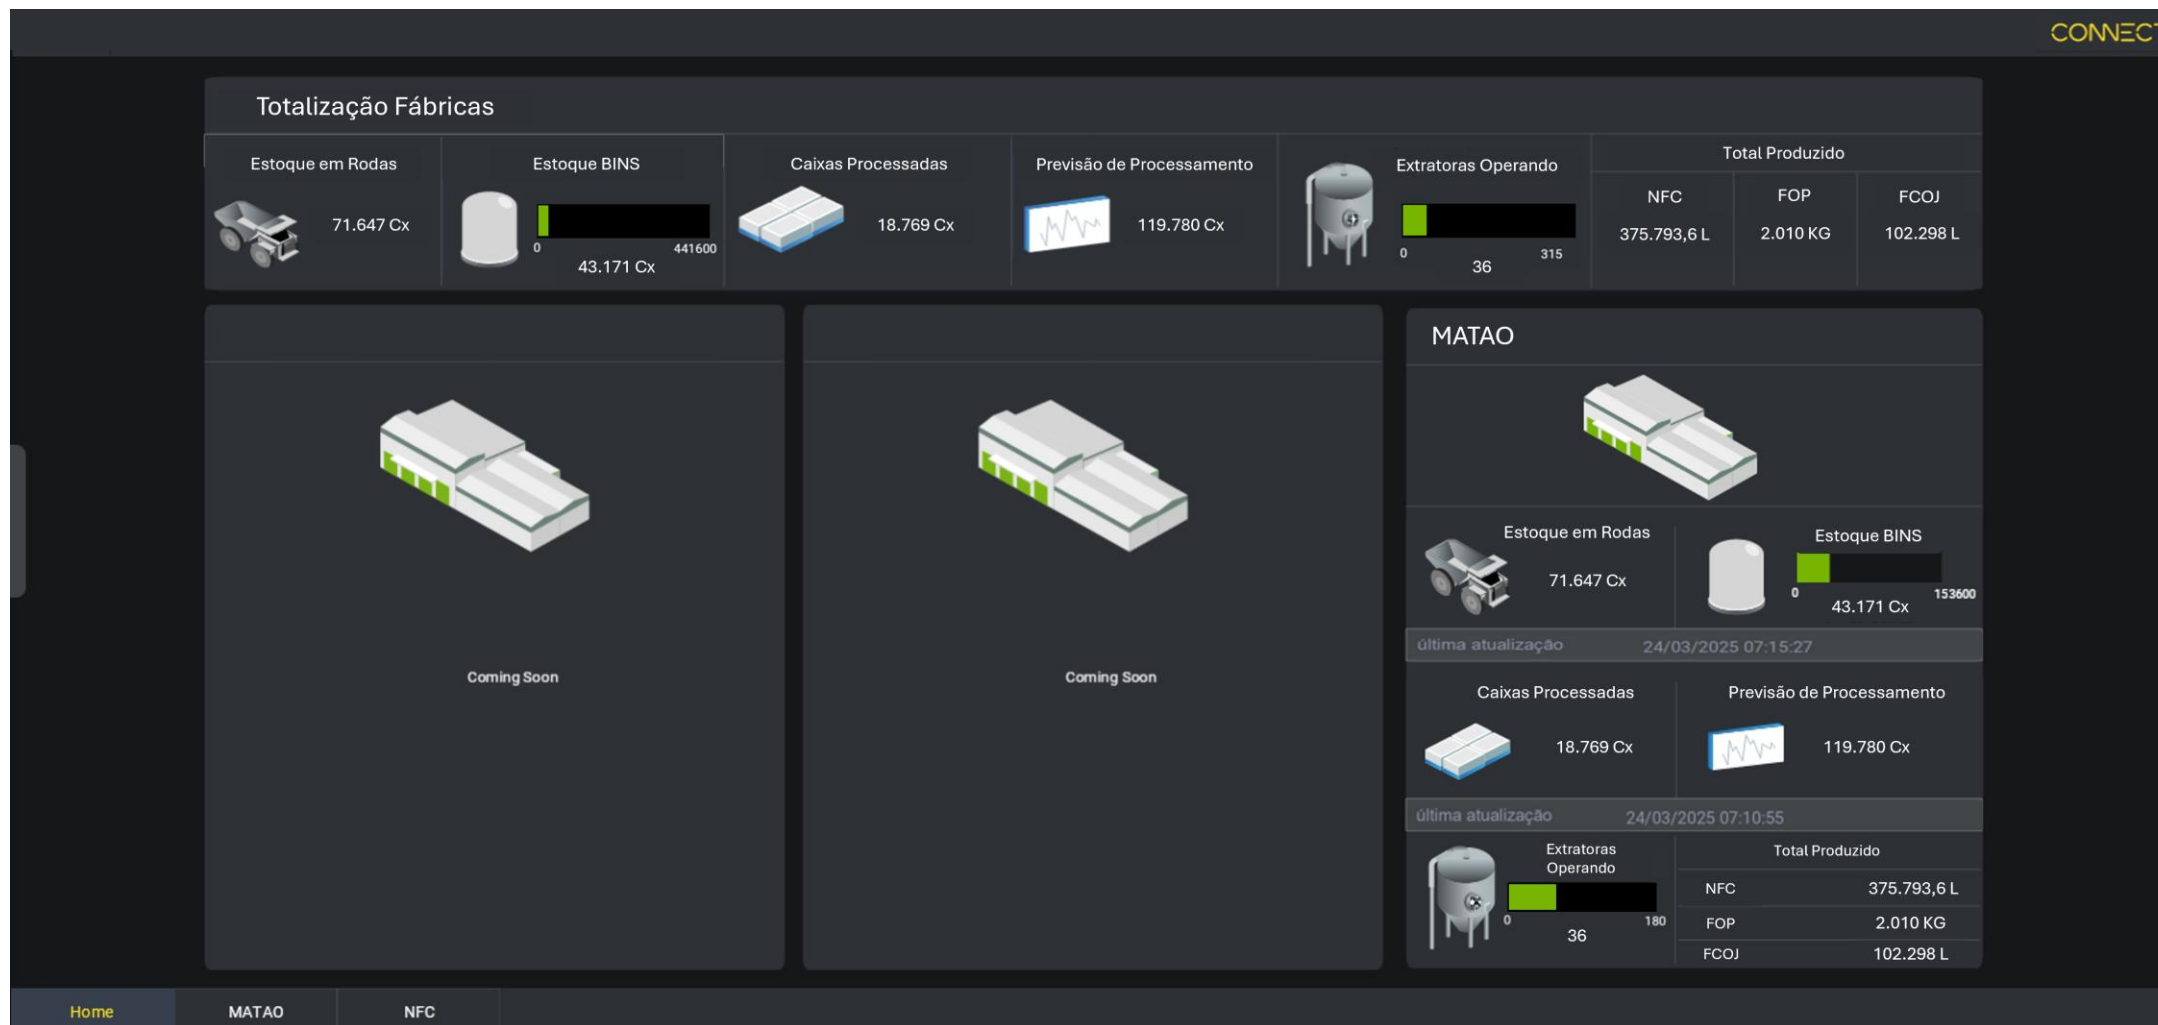 CONNECT
Totalização Fábricas
Estoque em Rodas
71.647 Cx
Estoque BINS
0
441600
43.171 Cx
Caixas Processadas
18.769 Cx
Previsão de Processamento
119.780 Cx
Extratoras Operando
0
315
36
Total Produzido
NFC
FOP
FCOJ
375.793,6 L
2.010 KG
102.298 L
Coming Soon
Coming Soon
MATAO
Estoque em Rodas
71.647 Cx
Estoque BINS
0
153600
43.171 Cx
última atualização 24/03/2025 07:15:27
Caixas Processadas
18.769 Cx
Previsão de Processamento
119.780 Cx
última atualização 24/03/2025 07:10:55
Extratoras
Operando
0
180
36
Total Produzido
NFC 375.793,6 L
FOP 2.010 KG
FCOJ 102.298 L
Home MATAO NFC